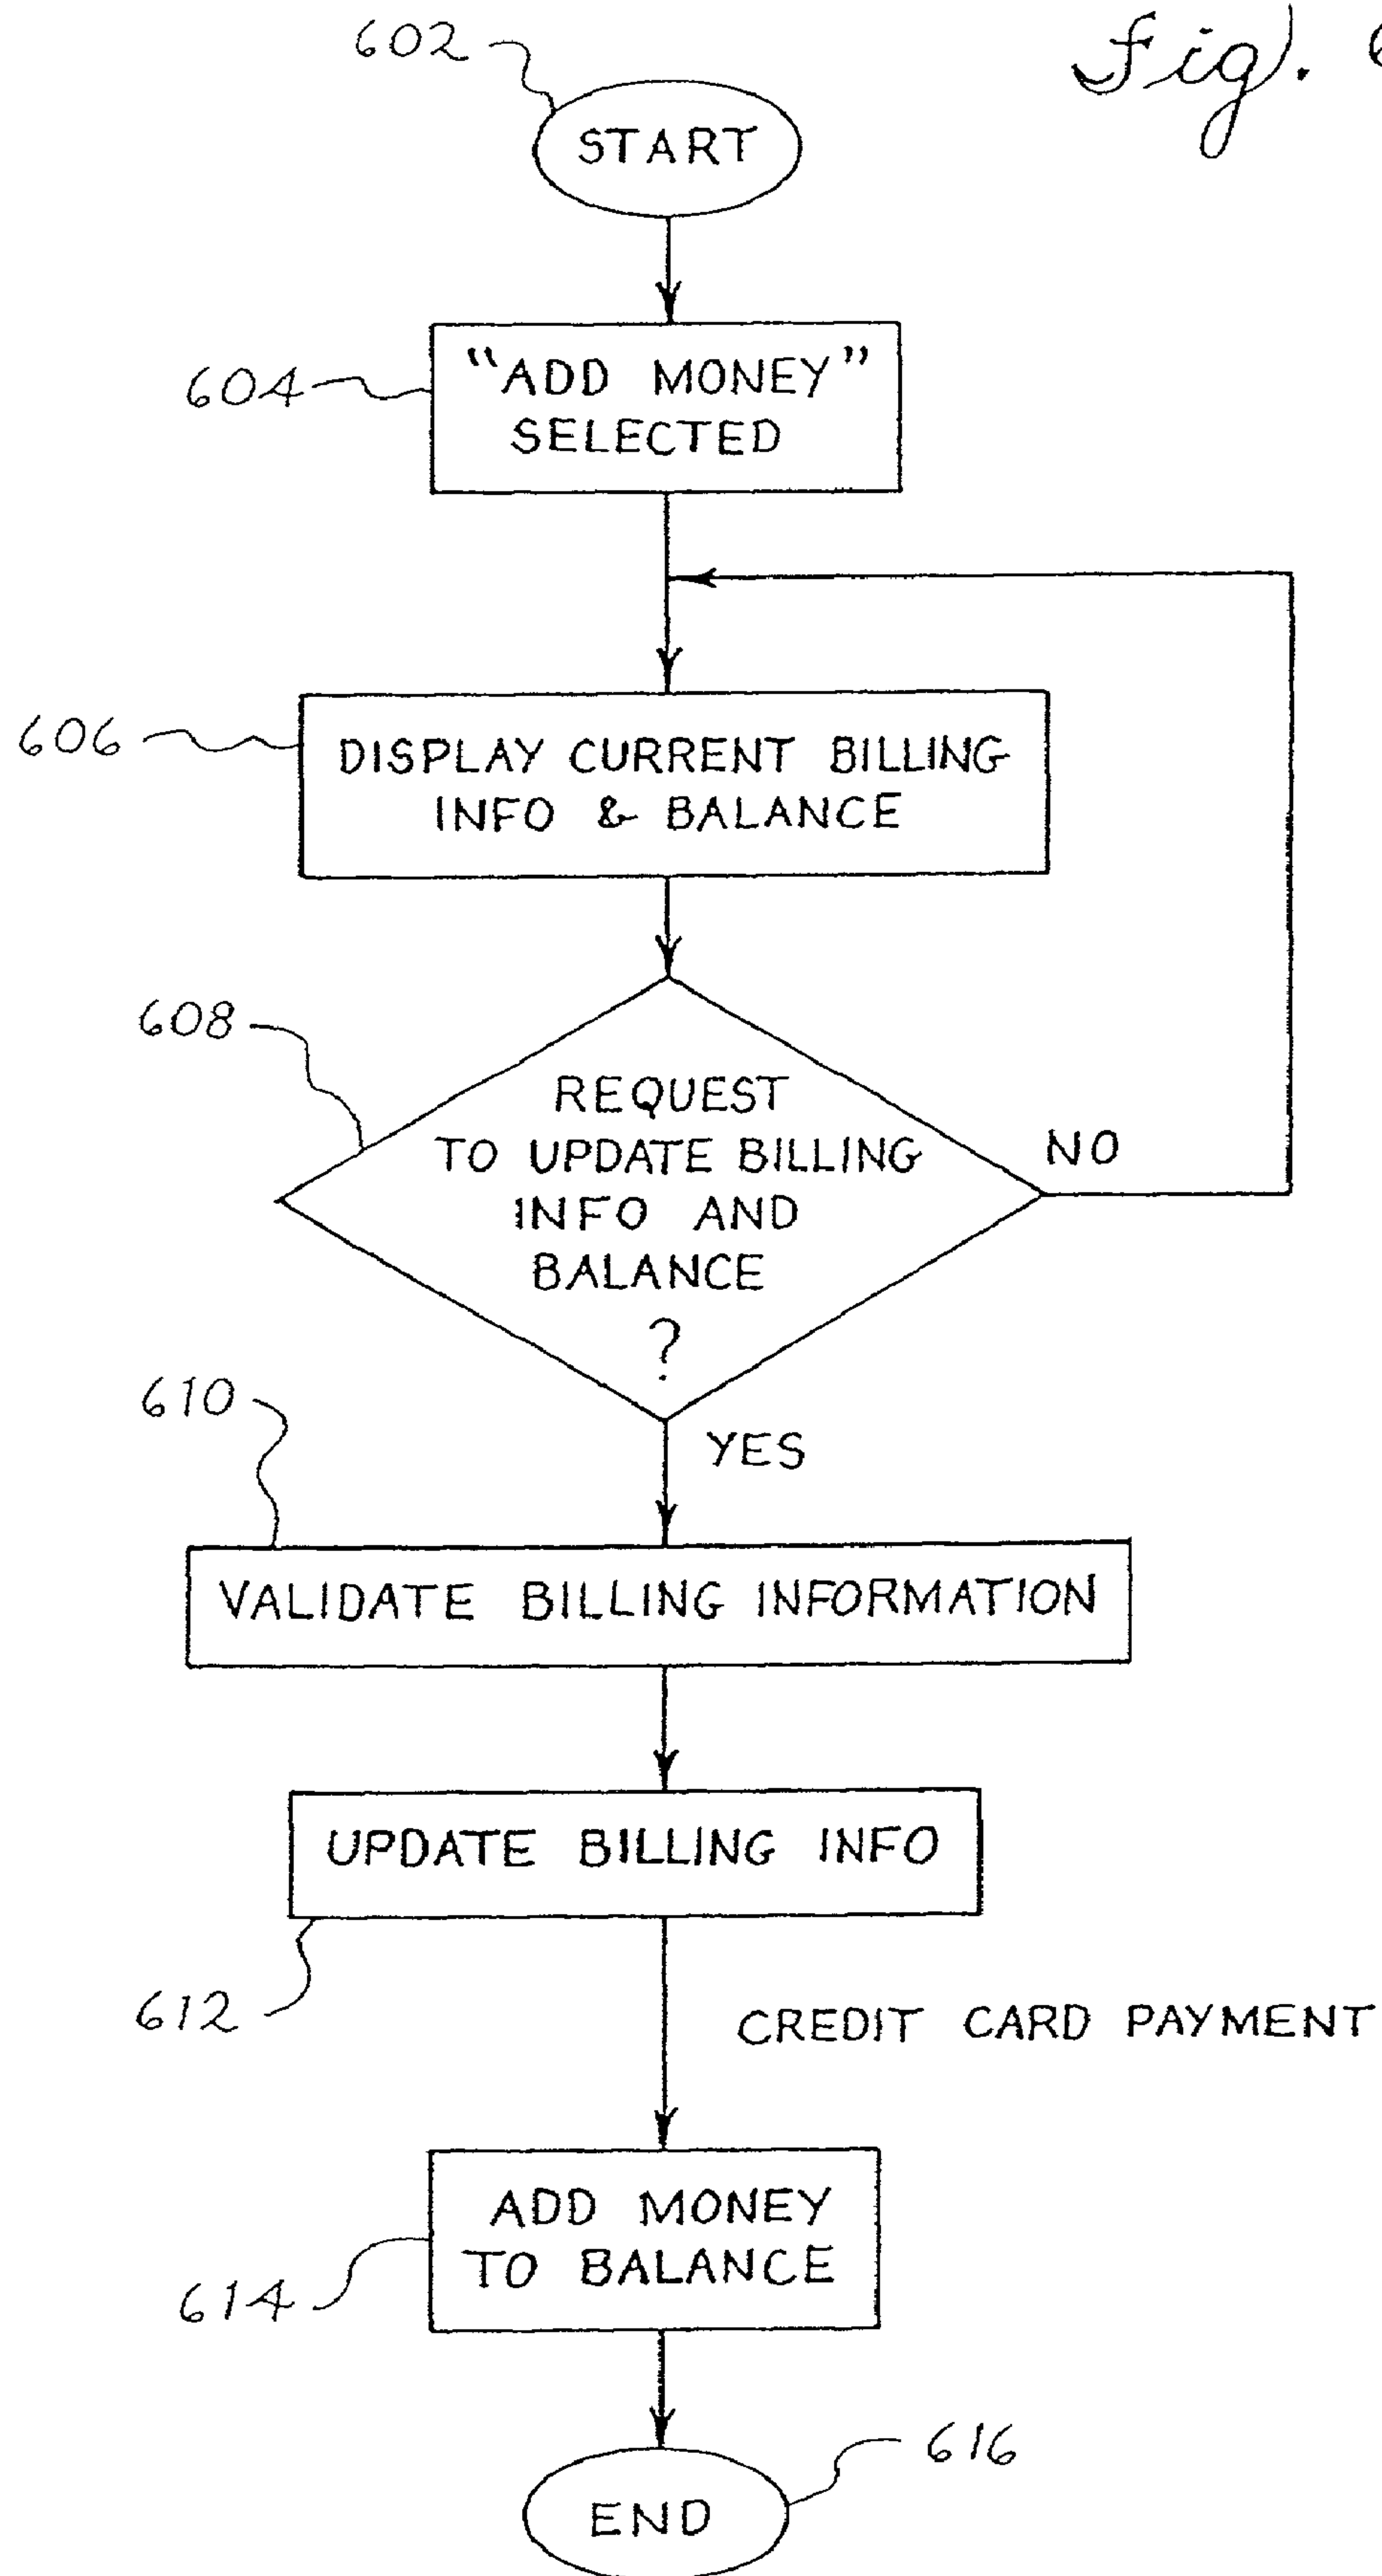 602
Fig. 6
START
604
“ADD MONEY”
SELECTED
606
DISPLAY CURRENT BILLING
INFO & BALANCE
608
REQUEST
TO UPDATE BILLING
INFO AND
BALANCE
?
NO
610
YES
VALIDATE BILLING INFORMATION
UPDATE BILLING INFO
612
CREDIT CARD PAYMENT
ADD MONEY
TO BALANCE
614
616
END